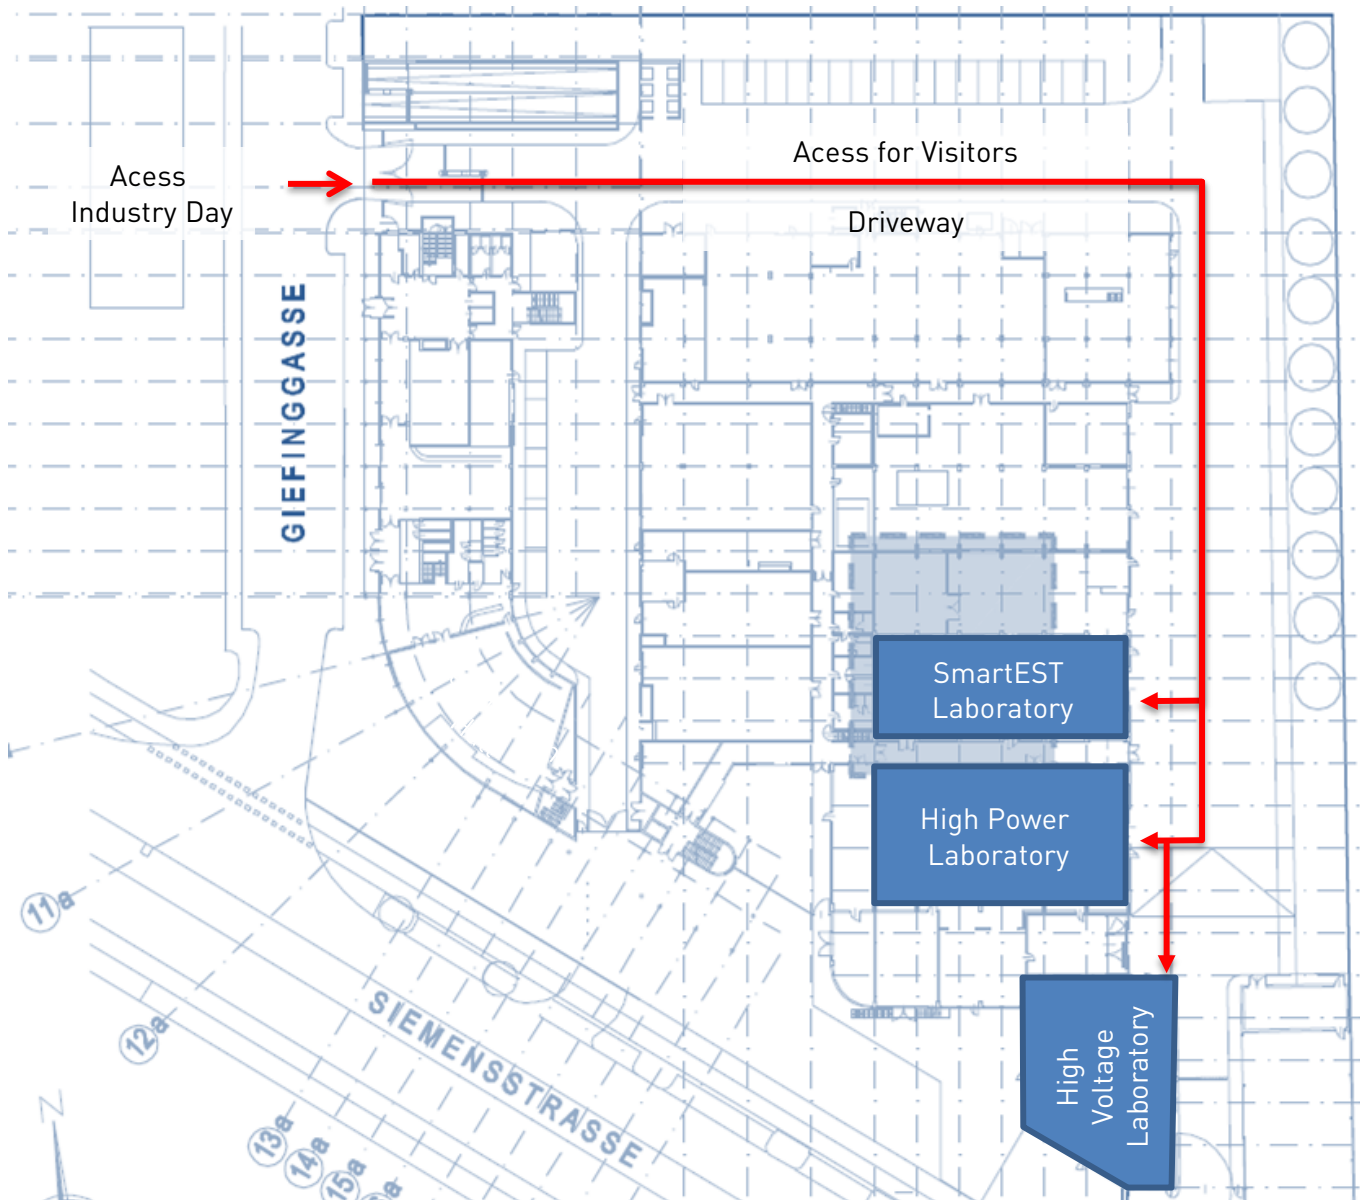 Acess for Visitors
Acess
Industry Day
Driveway
GIEFINGGASSE
SmartEST
Laboratory
High Power
Laboratory
11a
12a
SIEMENSSTRASSE
High
Voltage
Laboratory
13a
14a
15a
N